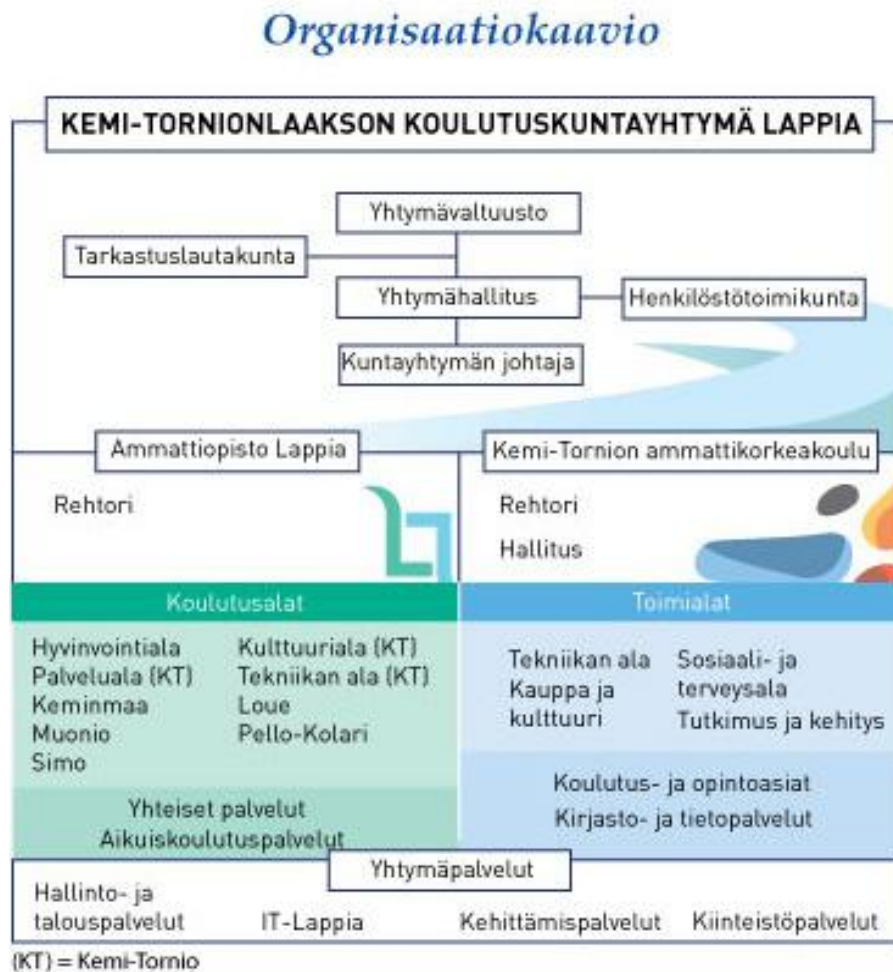 Organisaatiokaavio
KEMI-TORNIONLAAKSON KOULUTUSKUNTAYHTYMÄ LAPPIA
Yhtymävaltuusto
Tarkastuslautakunta
Yhtymähallitus
Henkilöstötoimikunta
Kuntayhtymän johtaja
Ammattiopisto Lappia
Rehtori
Kemi-Tornion ammattikorkeakoulu
Rehtori
Hallitus
Koulutusalat
Hyvinvointiala
Palveluala (KT)
Keminmaa
Muonio
Simo
Kulttuuriala (KT)
Tekniikan ala (KT)
Loue
Pello-Kolari
Yhteiset palvelut
Aikuiskoulutuspalvelut
Toimialat
Tekniikan ala
Kauppa ja
kulttuuri
Sosiaali- ja
terveysala
Tutkimus ja kehitys
Koulutus- ja opintoasiat
Kirjasto- ja tietopalvelut
Yhtymäpalvelut
Hallinto- ja
talouspalvelut
IT-Lappia
Kehittämispalvelut
Kiinteistöpalvelut
(KT) = Kemi-Tornio